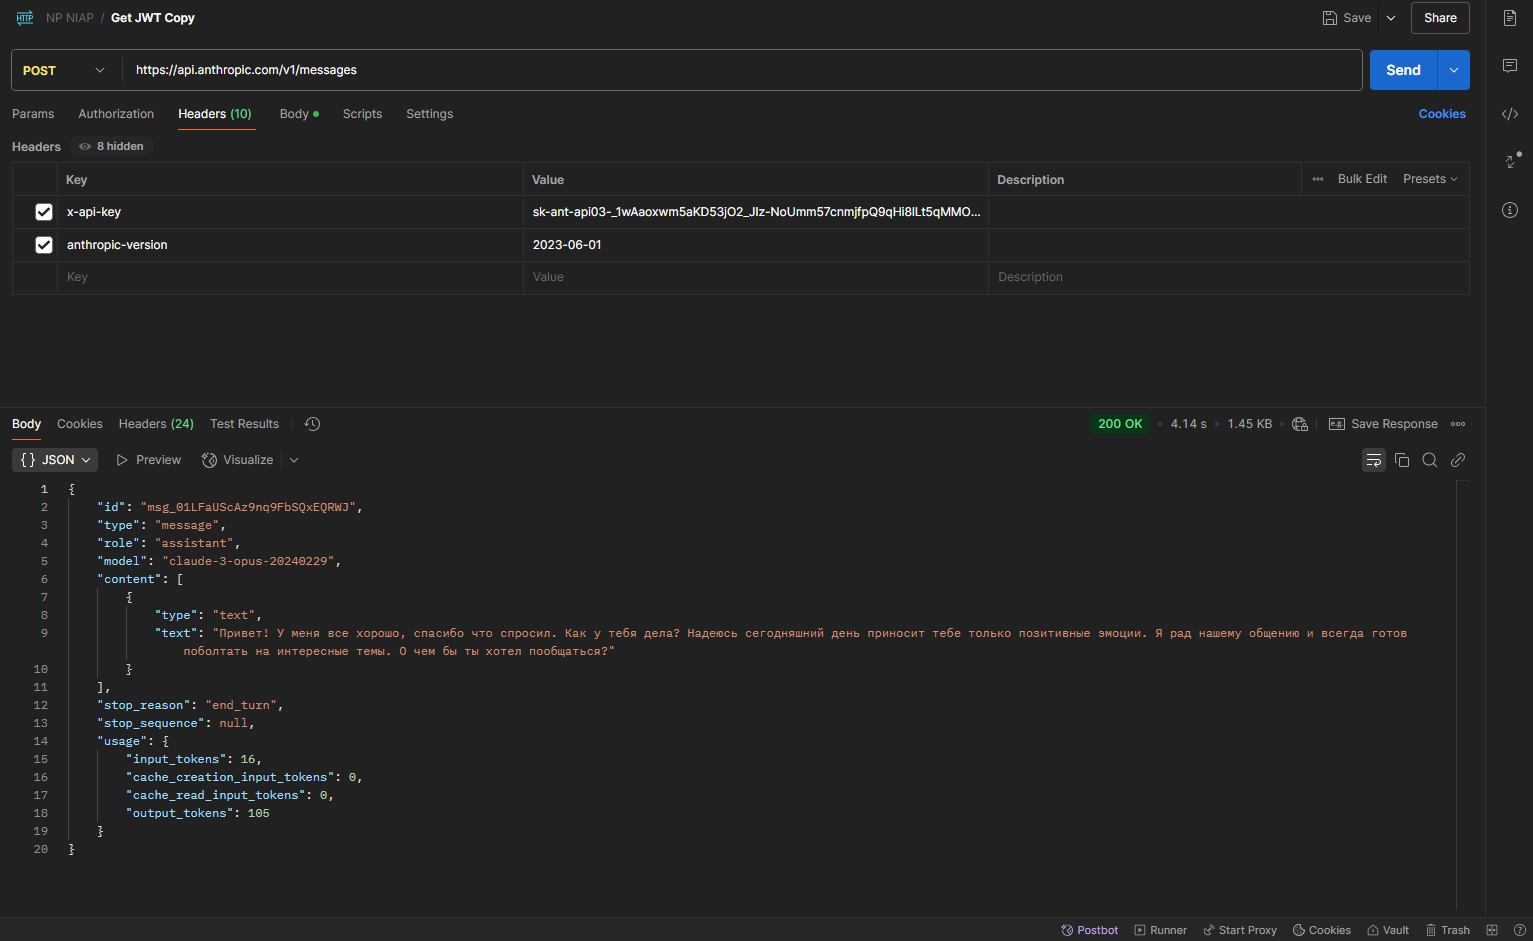 HTTP NP NIAP / Get JWT Copy Save Share
POST https://api.anthropic.com/v1/messages Send
Params Authorization Headers (10) Body Scripts Settings Cookies
Headers 8 hidden
Key Value Description Bulk Edit Presets
x-api-key sk-ant-api03-_1wAaoxwm5aKD53jO2_JIz-NoUmm57cnmjfpQ9qHi8lLt5qMMO...
anthropic-version 2023-06-01
Key Value Description
Body Cookies Headers (24) Test Results 200 OK 4.14 s 1.45 KB e.g. Save Response
{} JSON Preview Visualize
1 {
2 "id": "msg_01LFaUScAz9nq9FbSQxEQRWJ",
3 "type": "message",
4 "role": "assistant",
5 "model": "claude-3-opus-20240229",
6 "content": [
7 {
8 "type": "text",
9 "text": "Привет! У меня все хорошо, спасибо что спросил. Как у тебя дела? Надеюсь сегодняшний день приносит тебе только позитивные эмоции. Я рад нашему общению и всегда готов
поболтать на интересные темы. О чем бы ты хотел пообщаться?"
10 }
11 ],
12 "stop_reason": "end_turn",
13 "stop_sequence": null,
14 "usage": {
15 "input_tokens": 16,
16 "cache_creation_input_tokens": 0,
17 "cache_read_input_tokens": 0,
18 "output_tokens": 105
19 }
20 }
Postbot Runner Start Proxy Cookies Vault Trash